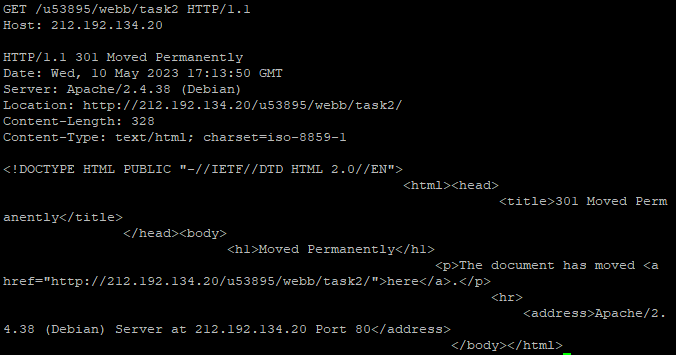 GET /u53895/webb/task2 HTTP/1.1
Host: 212.192.134.20

HTTP/1.1 301 Moved Permanently
Date: Wed, 10 May 2023 17:13:50 GMT
Server: Apache/2.4.38 (Debian)
Location: http://212.192.134.20/u53895/webb/task2/
Content-Length: 328
Content-Type: text/html; charset=iso-8859-1

<!DOCTYPE HTML PUBLIC "-//IETF//DTD HTML 2.0//EN">
<html><head>
<title>301 Moved Perm
anently</title>
</head><body>
<h1>Moved Permanently</h1>
<p>The document has moved <a
href="http://212.192.134.20/u53895/webb/task2/">here</a>.</p>
<hr>
<address>Apache/2.
4.38 (Debian) Server at 212.192.134.20 Port 80</address>
</body></html>